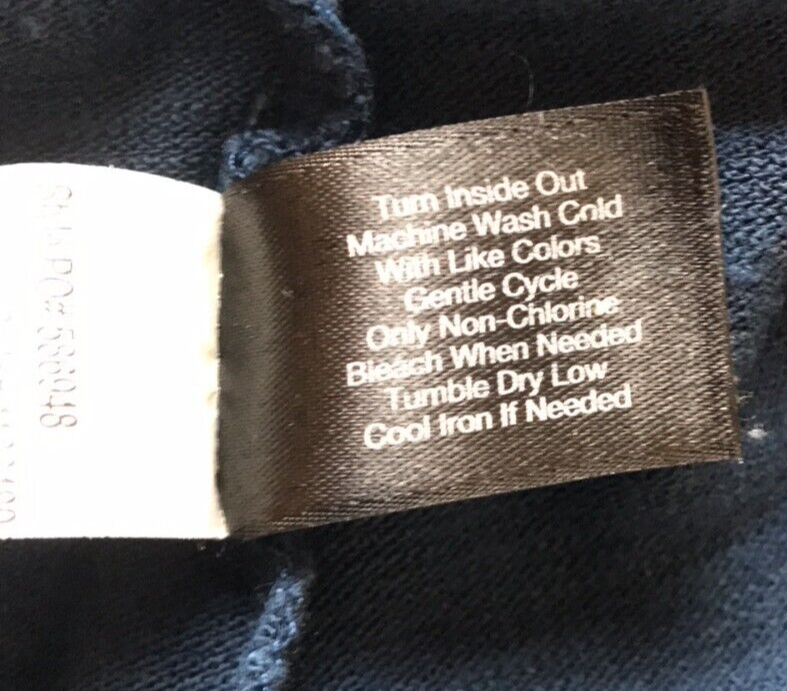 Turn Inside Out
Machine Wash Cold
With Like Colors
Gentle Cycle
Only Non-Chlorine
Bleach When Needed
Tumble Dry Low
Cool Iron If Needed